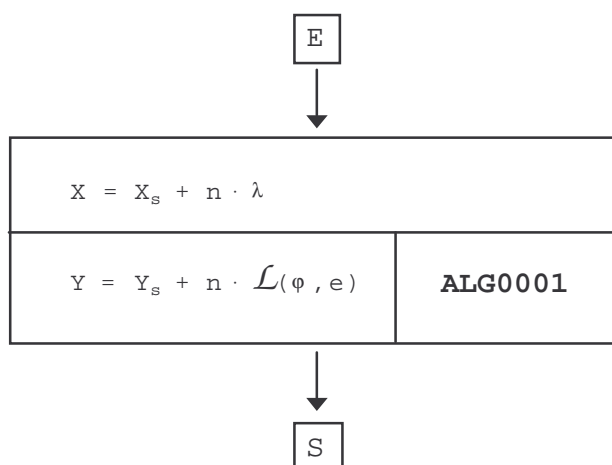 E
X = Xₛ + n · λ
Y = Yₛ + n · ℒ(φ,e) ALG0001
S